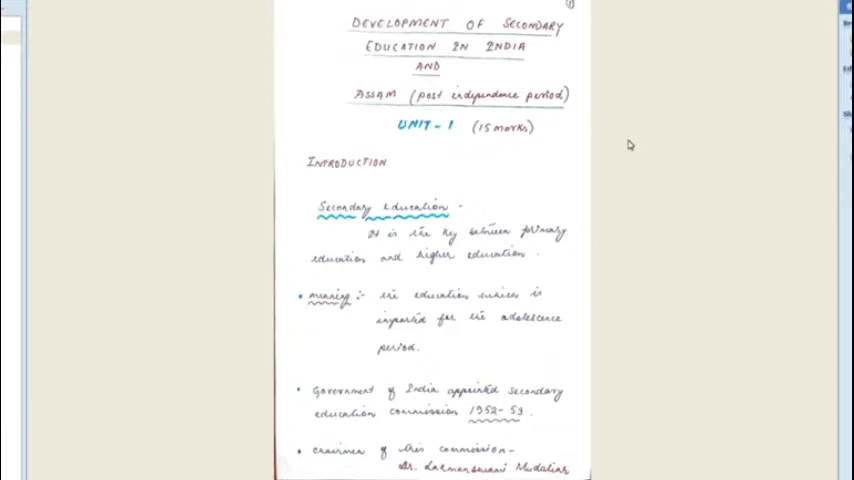 DEVELOPMENT OF SECONDARY
EDUCATION IN INDIA
AND
ASSAM (post independence period)
UNIT - 1 (15 marks)
INTRODUCTION
Secondary education -
It is the key between primary
education and higher education.
• meaning :- the education which is
imparted for the adolescence
period.
• Government of India appointed secondary
education commission 1952-53.
• chairman of this commission -
Dr. Lakmanswami Mudaliar